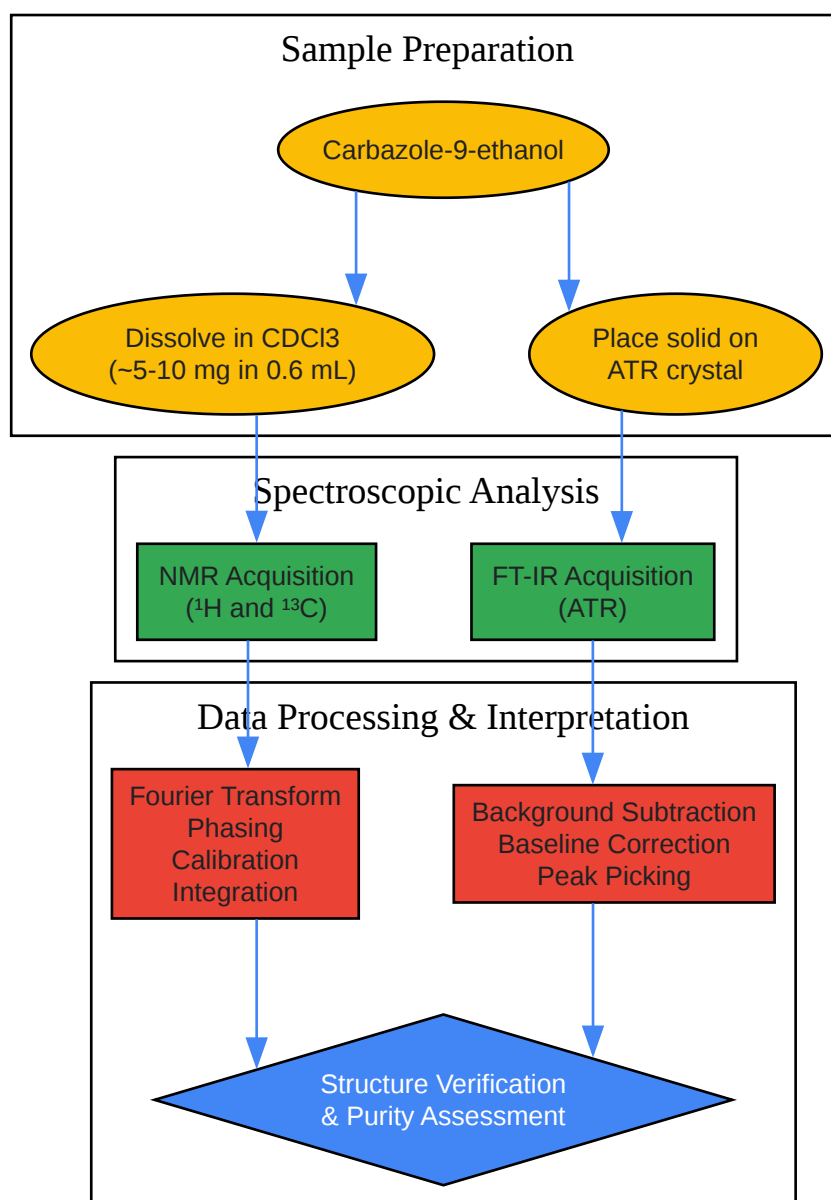 Sample Preparation
Carbazole-9-ethanol
Dissolve in CDCl3
(~5-10 mg in 0.6 mL)
Place solid on
ATR crystal
Spectroscopic Analysis
NMR Acquisition
(¹H and ¹³C)
FT-IR Acquisition
(ATR)
Data Processing & Interpretation
Fourier Transform
Phasing
Calibration
Integration
Background Subtraction
Baseline Correction
Peak Picking
Structure Verification
& Purity Assessment